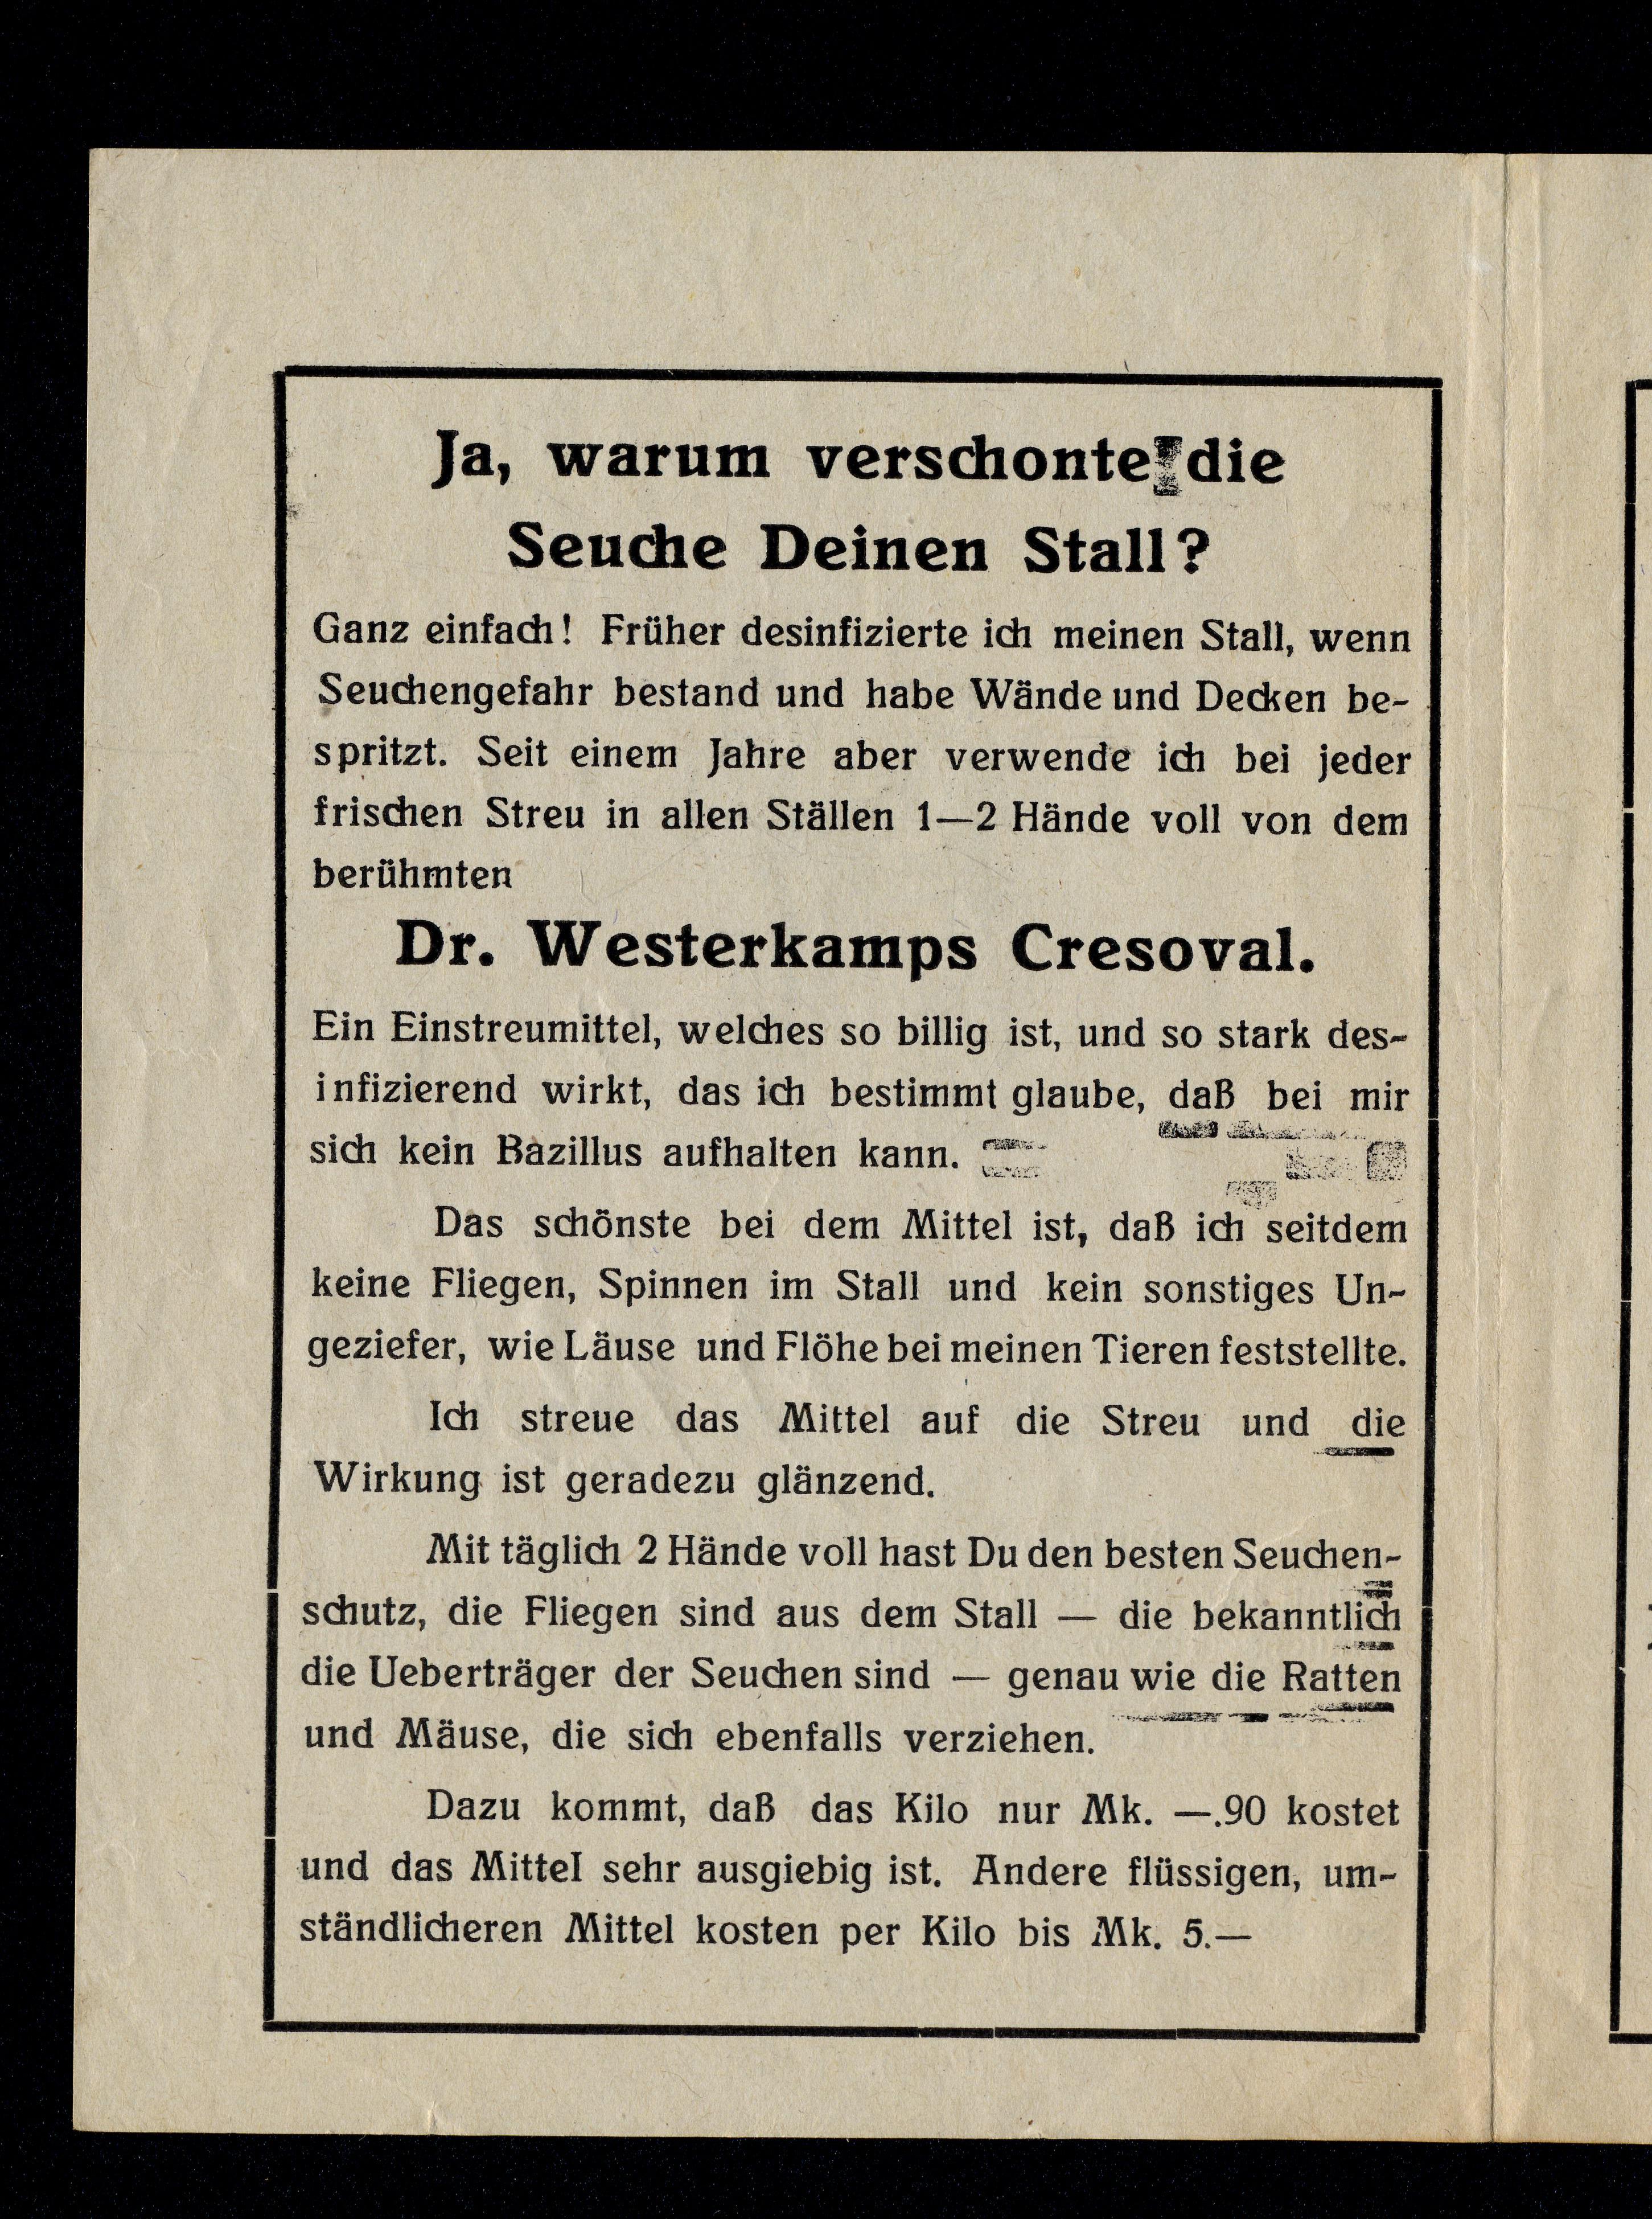 Ja, warum verschonte die
Seuche Deinen Stall?
Ganz einfach! Früher desinfizierte ich meinen Stall, wenn
Seuchengefahr bestand und habe Wände und Decken be-
spritzt. Seit einem Jahre aber verwende ich bei jeder
frischen Streu in allen Ställen 1—2 Hände voll von dem
berühmten
Dr. Westerkamps Cresoval.
Ein Einstreumittel, welches so billig ist, und so stark des-
infizierend wirkt, das ich bestimmt glaube, daß bei mir
sich kein Bazillus aufhalten kann.
Das schönste bei dem Mittel ist, daß ich seitdem
keine Fliegen, Spinnen im Stall und kein sonstiges Un-
geziefer, wie Läuse und Flöhe bei meinen Tieren feststellte.
Ich streue das Mittel auf die Streu und die
Wirkung ist geradezu glänzend.
Mit täglich 2 Hände voll hast Du den besten Seuchen-
schutz, die Fliegen sind aus dem Stall — die bekanntlich
die Ueberträger der Seuchen sind — genau wie die Ratten
und Mäuse, die sich ebenfalls verziehen.
Dazu kommt, daß das Kilo nur Mk. —.90 kostet
und das Mittel sehr ausgiebig ist. Andere flüssigen, um-
ständlicheren Mittel kosten per Kilo bis Mk. 5.—